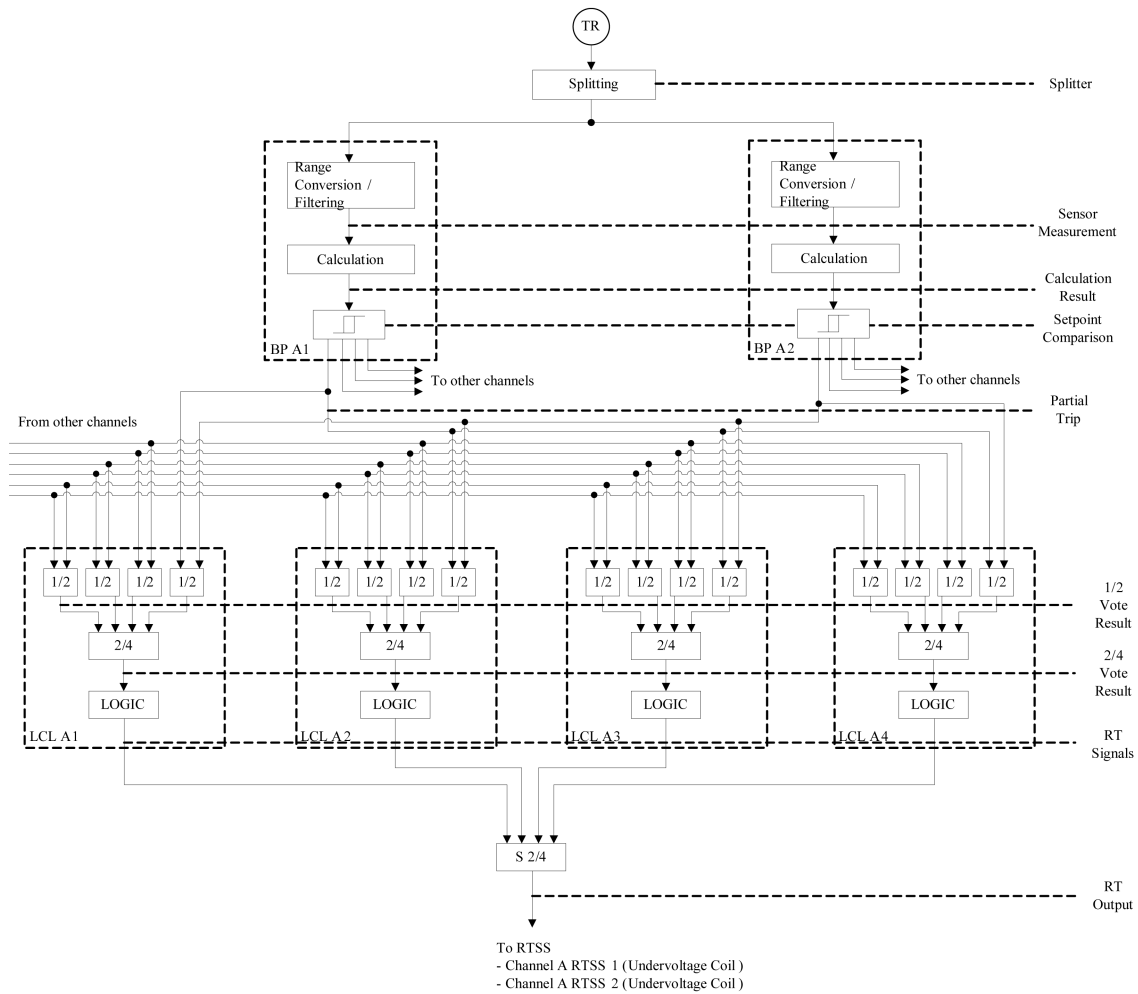 TR
Splitting
Splitter
Range
Conversion /
Filtering
Range
Conversion /
Filtering
Sensor
Measurement
Calculation
Calculation
Calculation
Result
Setpoint
Comparison
BP A1
BP A2
To other channels
To other channels
Partial
Trip
From other channels
1/2 1/2 1/2 1/2
1/2 1/2 1/2 1/2
1/2 1/2 1/2 1/2
1/2 1/2 1/2 1/2
1/2
Vote
Result
2/4
2/4
2/4
2/4
2/4
Vote
Result
LOGIC
LOGIC
LOGIC
LOGIC
LCL A1
LCL A2
LCL A3
LCL A4
RT
Signals
S 2/4
RT
Output
To RTSS
- Channel A RTSS 1 (Undervoltage Coil )
- Channel A RTSS 2 (Undervoltage Coil )